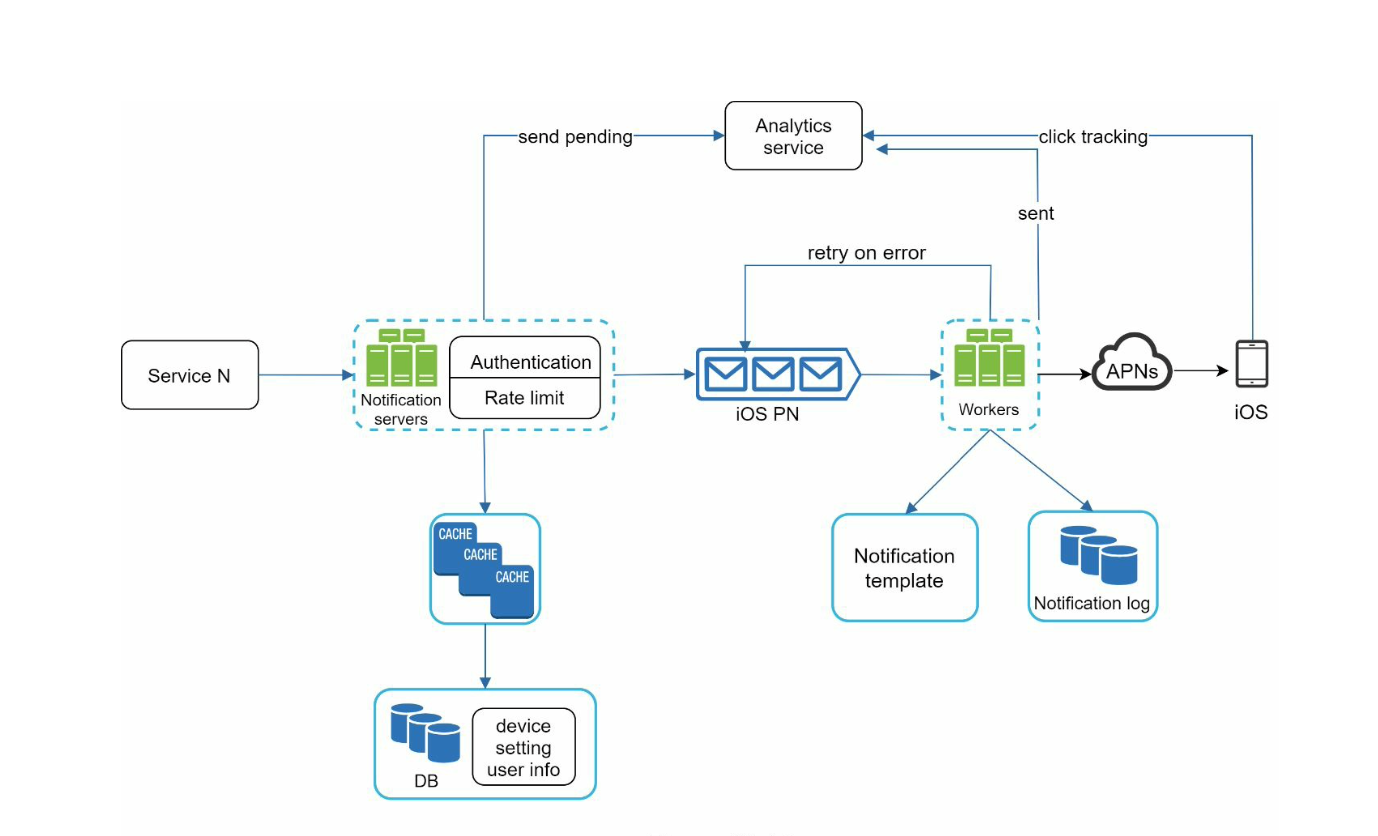 Analytics
service
send pending
click tracking
sent
retry on error
Service N
Notification
servers
Authentication
Rate limit
iOS PN
Workers
APNs
iOS
CACHE
CACHE
CACHE
Notification
template
Notification log
DB
device
setting
user info